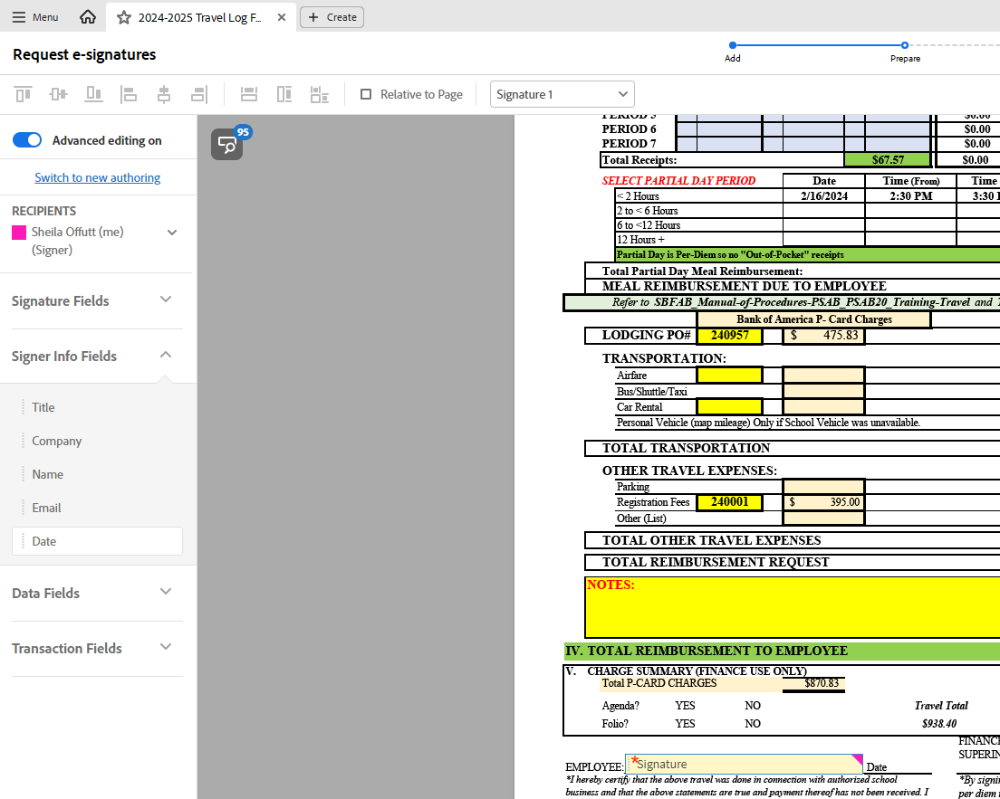 Menu
2024-2025 Travel Log F...
Create
Request e-signatures
Add
Prepare
Relative to Page
Signature 1
Advanced editing on
Switch to new authoring
RECIPIENTS
Sheila Offutt (me)
(Signer)
Signature Fields
Signer Info Fields
Title
Company
Name
Email
Date
Data Fields
Transaction Fields
95
PERIOD 5 $0.00
PERIOD 6 $0.00
PERIOD 7 $0.00
Total Receipts: $67.57 $0.00
SELECT PARTIAL DAY PERIOD Date Time (From) Time
< 2 Hours 2/16/2024 2:30 PM 3:30
2 to < 6 Hours
6 to <12 Hours
12 Hours +
Partial Day is Per-Diem so no "Out-of-Pocket" receipts
Total Partial Day Meal Reimbursement:
MEAL REIMBURSEMENT DUE TO EMPLOYEE
Refer to SBFAB_Manual-of-Procedures-PSAB_PSAB20_Training-Travel and
Bank of America P- Card Charges
LODGING PO# 240957 $ 475.83
TRANSPORTATION:
Airfare
Bus/Shuttle/Taxi
Car Rental
Personal Vehicle (map mileage) Only if School Vehicle was unavailable.
TOTAL TRANSPORTATION
OTHER TRAVEL EXPENSES:
Parking
Registration Fees 240001 $ 395.00
Other (List)
TOTAL OTHER TRAVEL EXPENSES
TOTAL REIMBURSEMENT REQUEST
NOTES:
IV. TOTAL REIMBURSEMENT TO EMPLOYEE
V. CHARGE SUMMARY (FINANCE USE ONLY)
Total P-CARD CHARGES $870.83
Agenda? YES NO Travel Total
Folio? YES NO $938.40
FINANC
SUPERIN
EMPLOYEE: *Signature Date
*I hereby certify that the above travel was done in connection with authorized school *By signi
business and that the above statements are true and payment thereof has not been received. I per diem